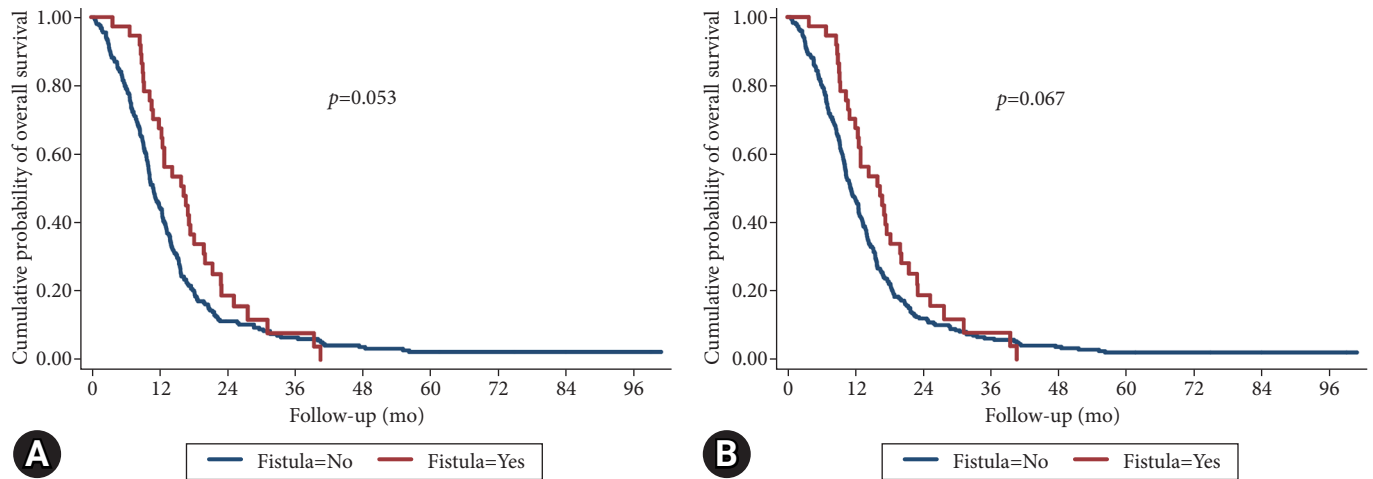 Cumulative probability of overall survival
1.00
0.80
0.60
0.40
0.20
0.00
p=0.053
0 12 24 36 48 60 72 84 96
Follow-up (mo)
A
Fistula=No Fistula=Yes
Cumulative probability of overall survival
1.00
0.80
0.60
0.40
0.20
0.00
p=0.067
0 12 24 36 48 60 72 84 96
Follow-up (mo)
B
Fistula=No Fistula=Yes